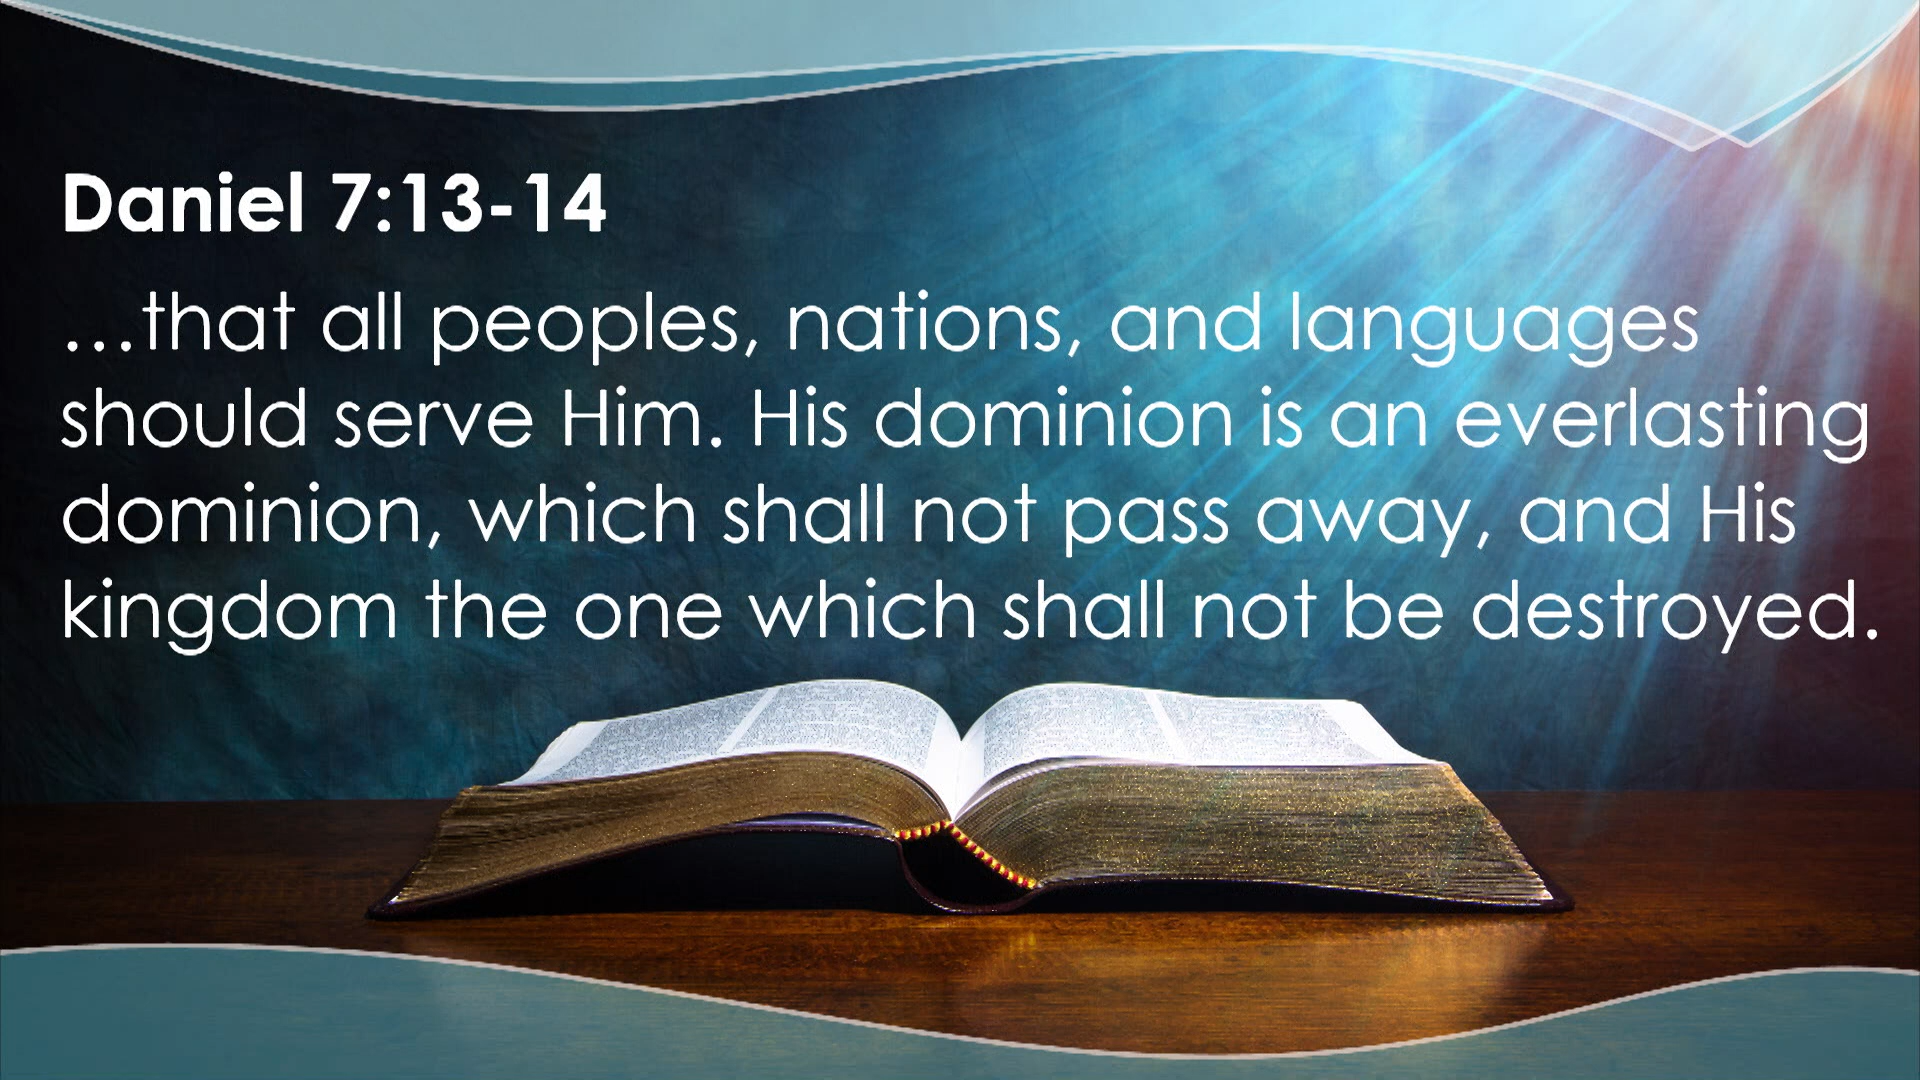 Daniel 7:13-14
…that all peoples, nations, and languages
should serve Him. His dominion is an everlasting
dominion, which shall not pass away, and His
kingdom the one which shall not be destroyed.